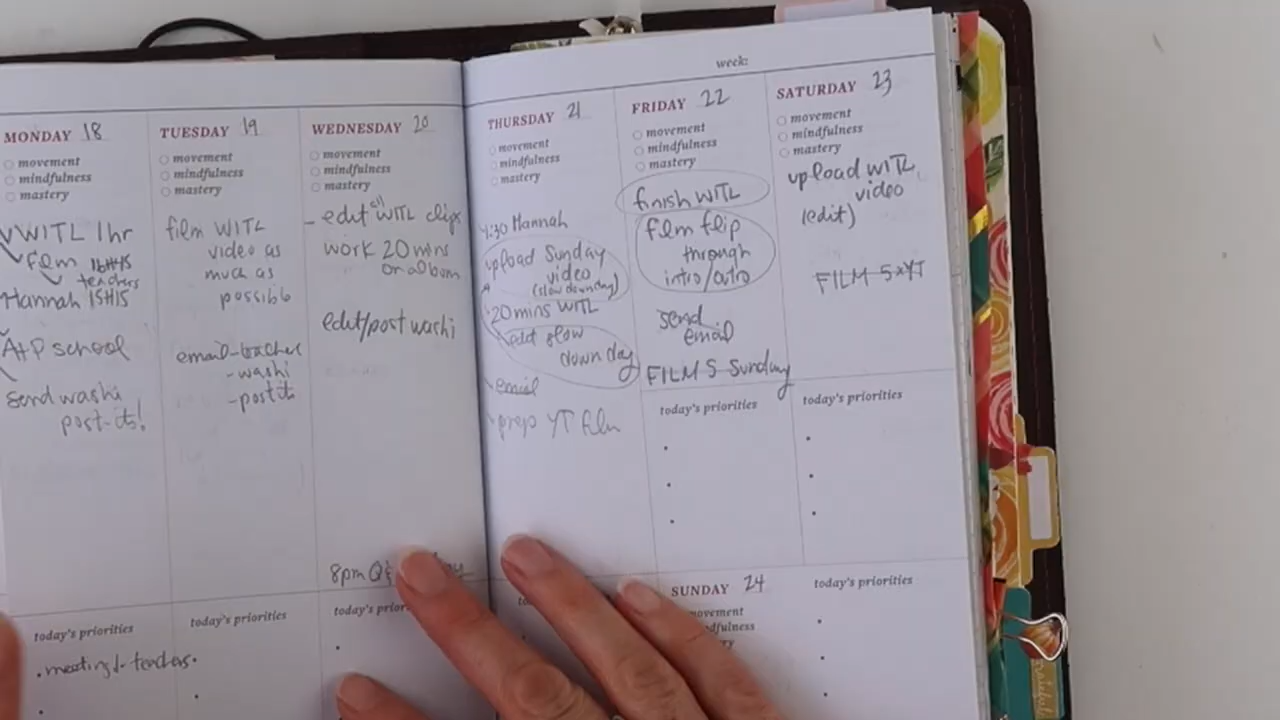 week:
MONDAY 18
movement
mindfulness
mastery
WITL 1hr
Film
teachers
Hannah
A+P school
send washi
post-its!
today's priorities
meeting teachers
TUESDAY 19
movement
mindfulness
mastery
film WITL
video as
much as
possible
email-teacher
-washi
-postits
today's priorities
WEDNESDAY 20
movement
mindfulness
mastery
- edit all WITL clips
work 20 mins
on album
edit/post washi
8pm
today's prior
THURSDAY 21
movement
mindfulness
mastery
4:30 Hannah
upload Sunday
video
(slow down day)
20 mins WITL
edit slow
down day
email
prep YT film
FRIDAY 22
movement
mindfulness
mastery
finish WITL
film flip
through
intro/outro
send
email
FILM 5 Sunday
today's priorities
SUNDAY 24
movement
SATURDAY 23
movement
mindfulness
mastery
upload WITL
video
(edit)
FILM 5xYT
today's priorities
today's priorities